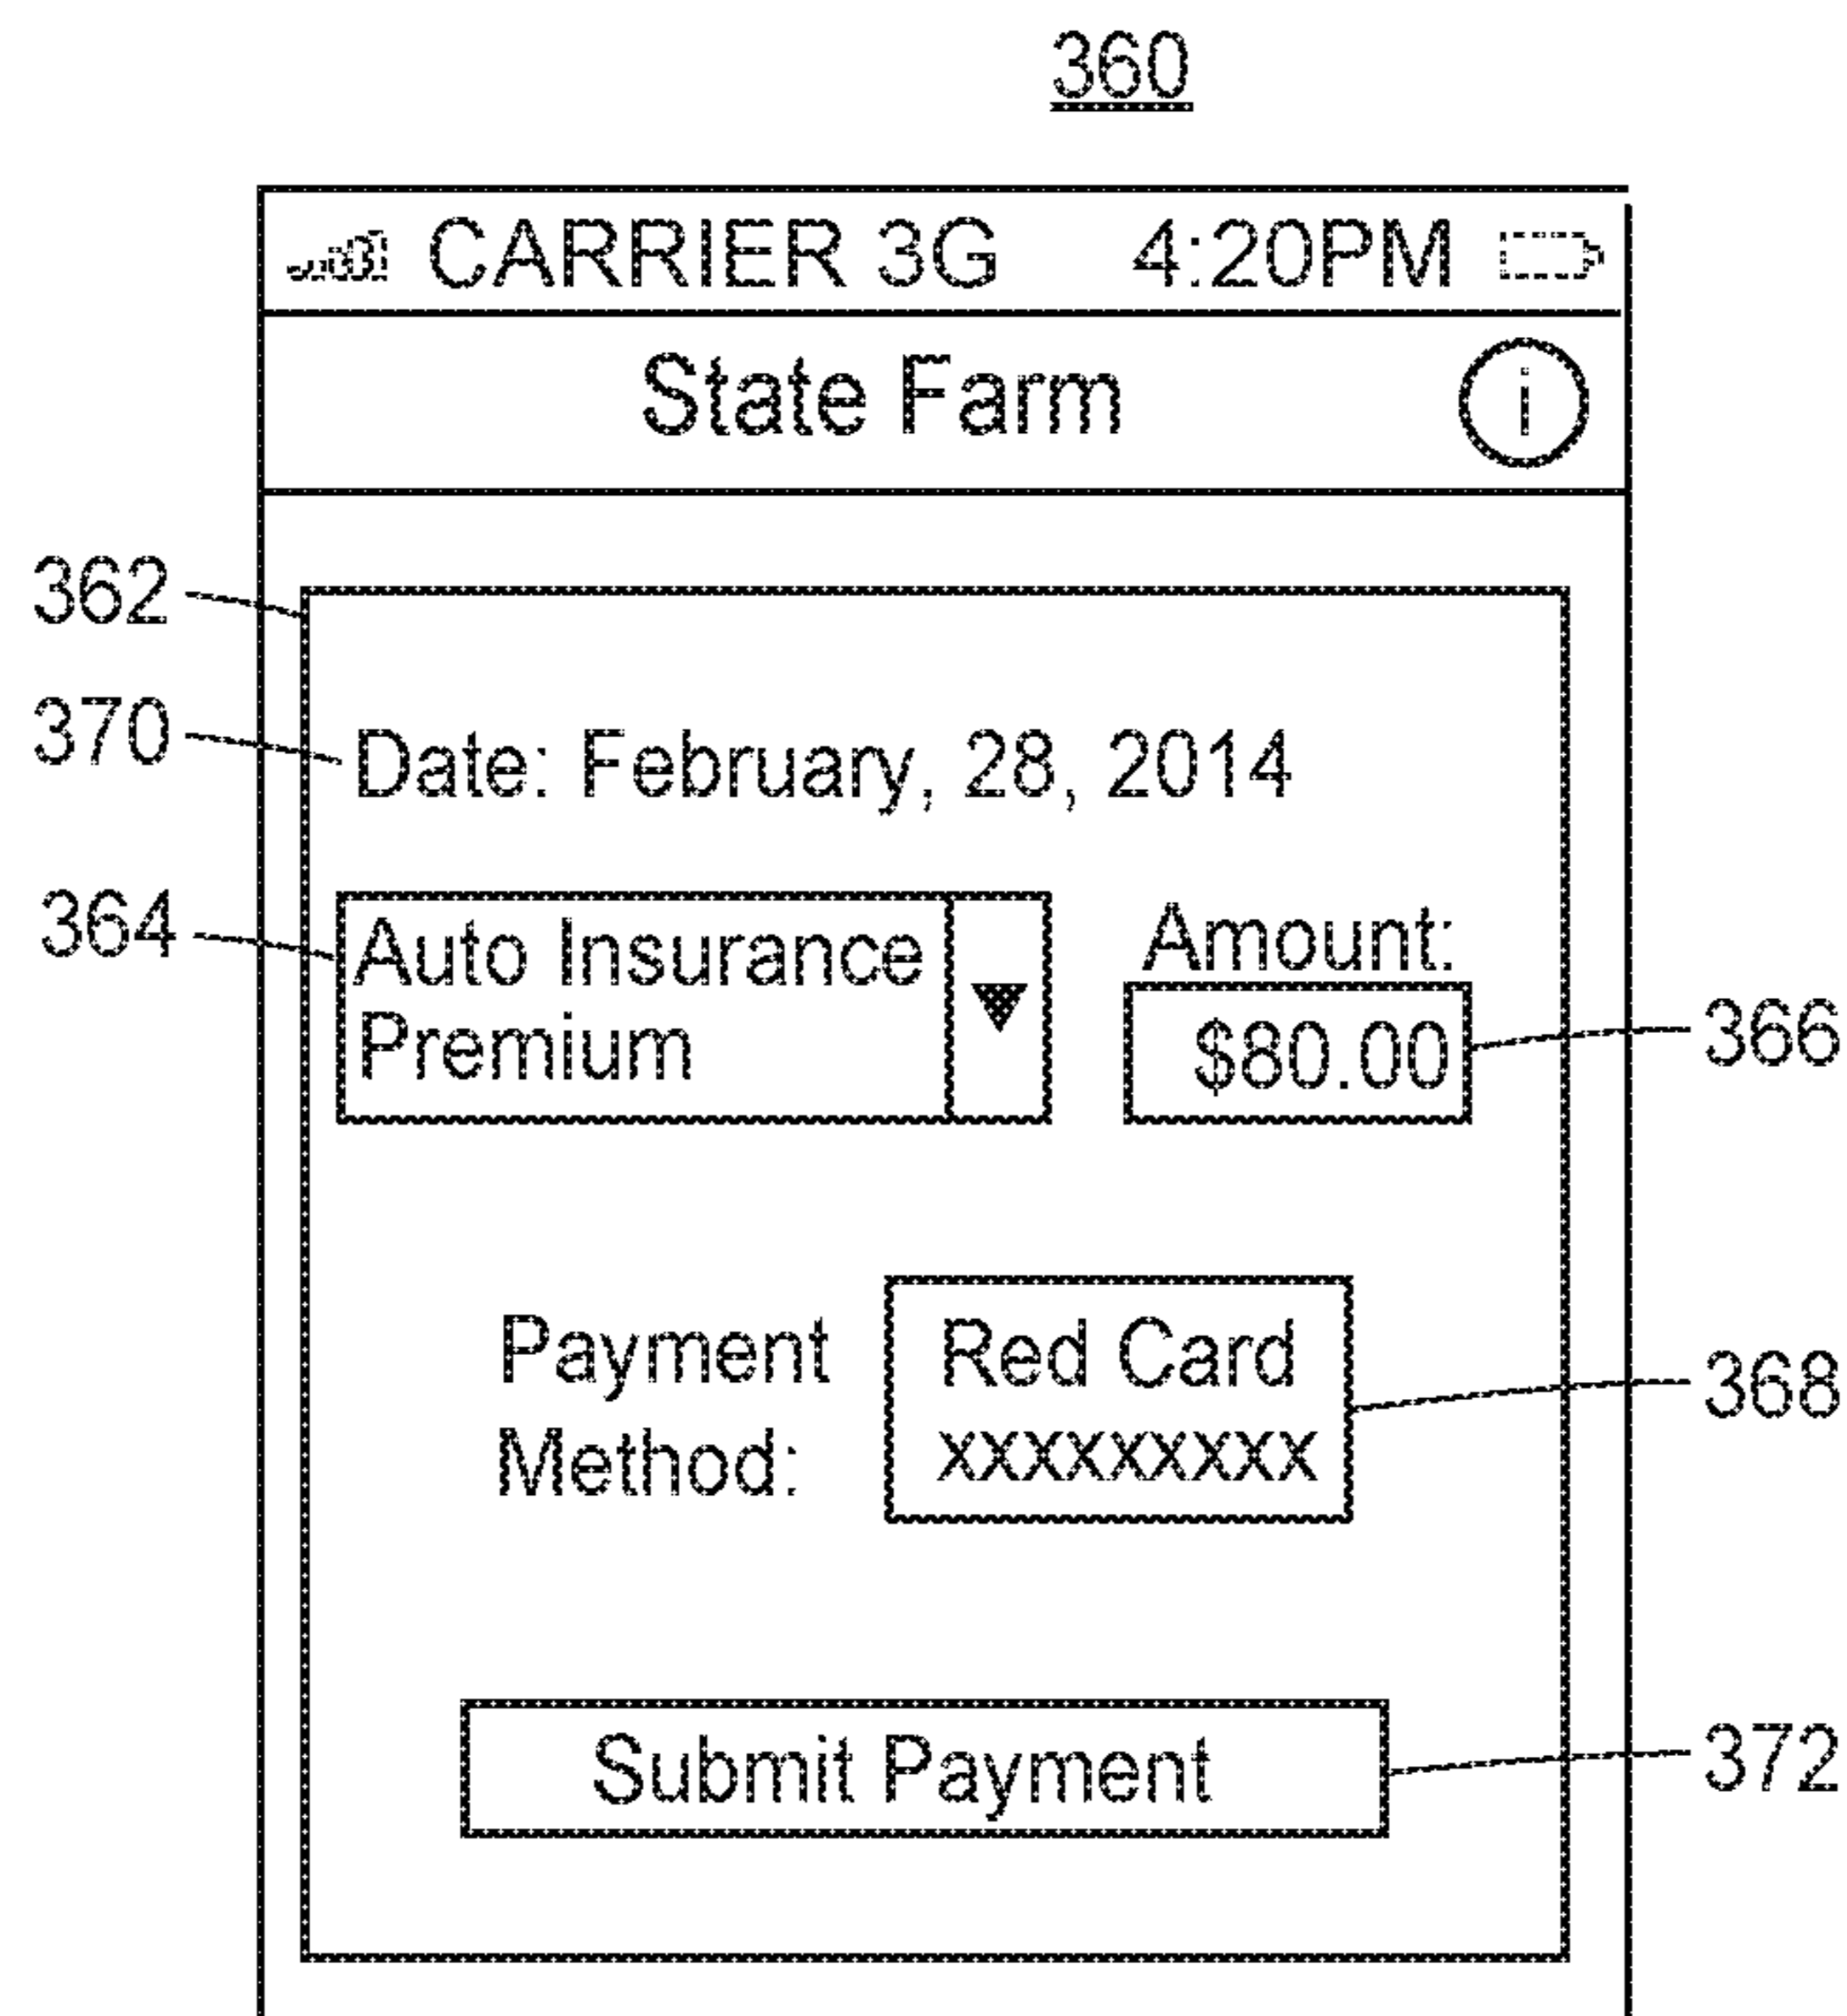 360
CARRIER 3G 4:20PM
State Farm i
362
370 Date: February, 28, 2014
364 Auto Insurance Amount:
Premium $80.00 366
Payment Red Card 368
Method: xxxxxxxxx
Submit Payment 372